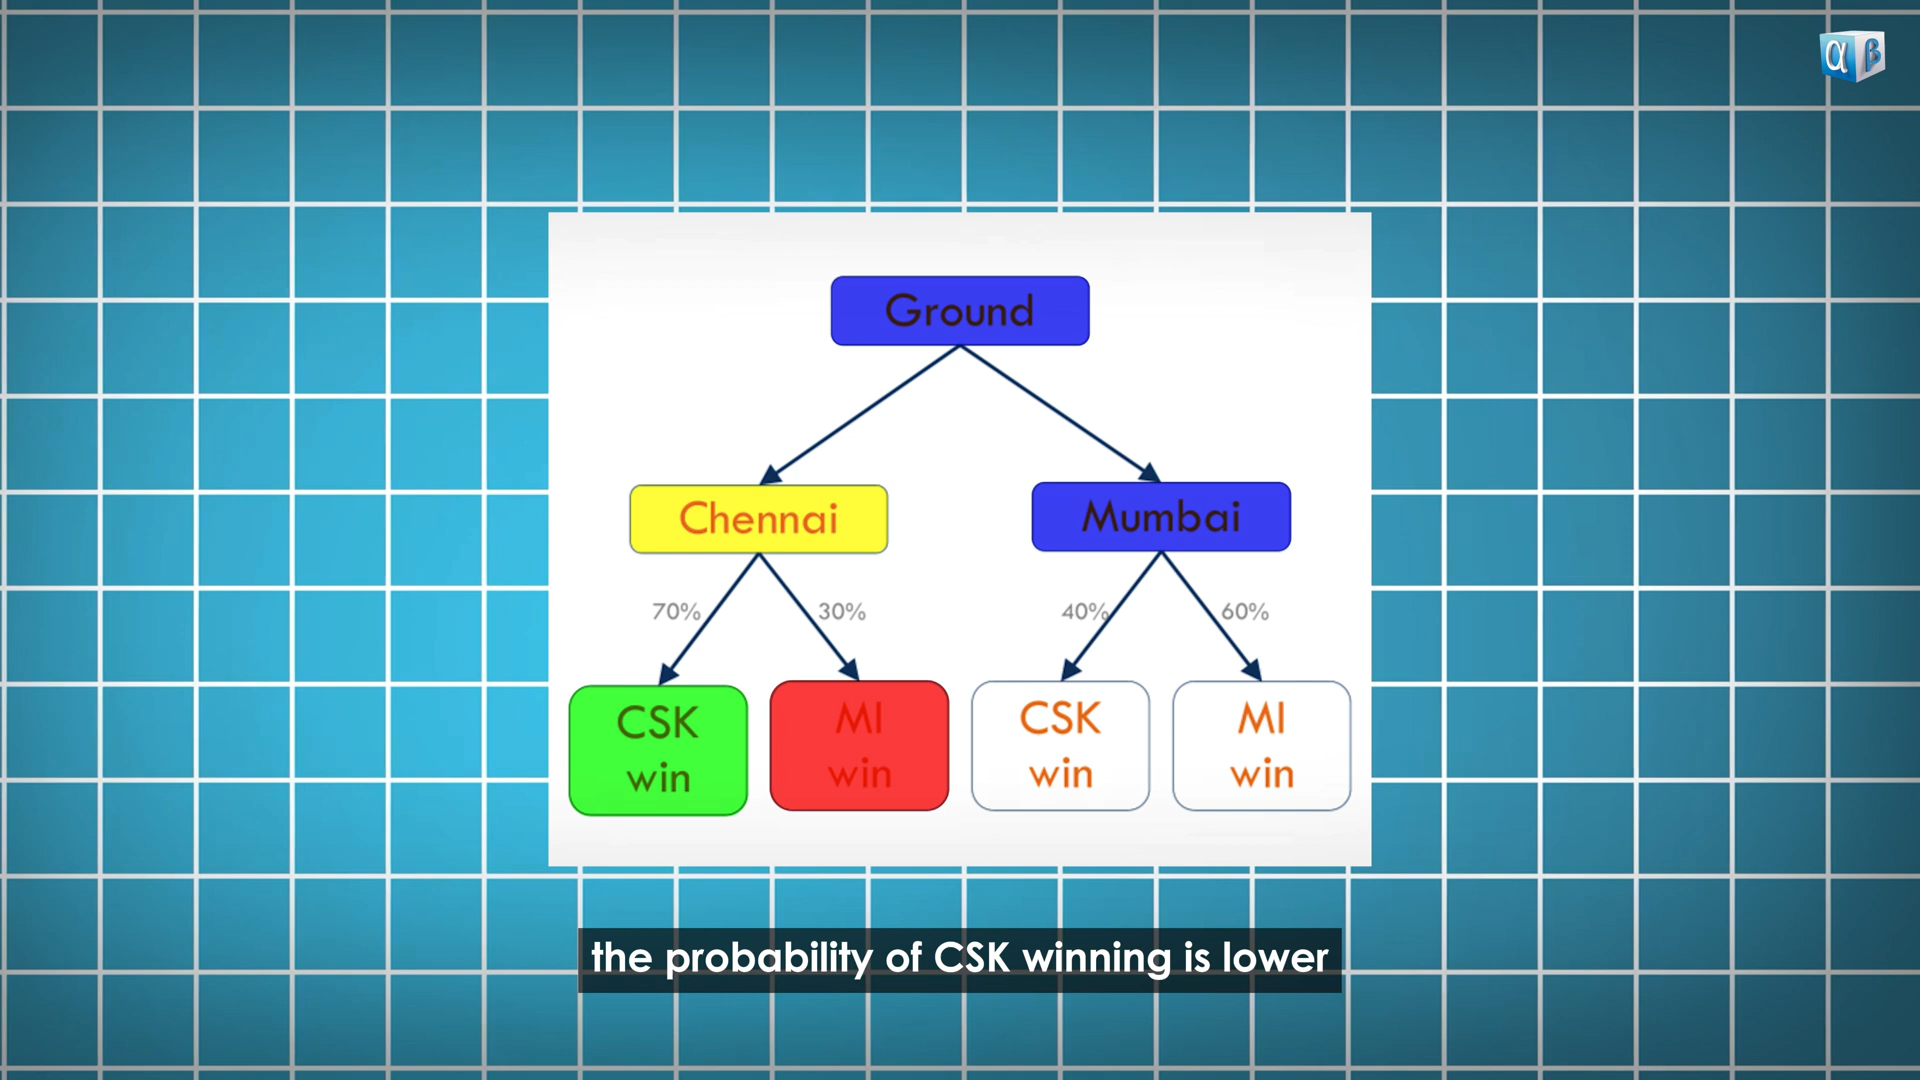 α β
Ground
Chennai
Mumbai
70%
30%
40%
60%
CSK
win
MI
win
CSK
win
MI
win
the probability of CSK winning is lower